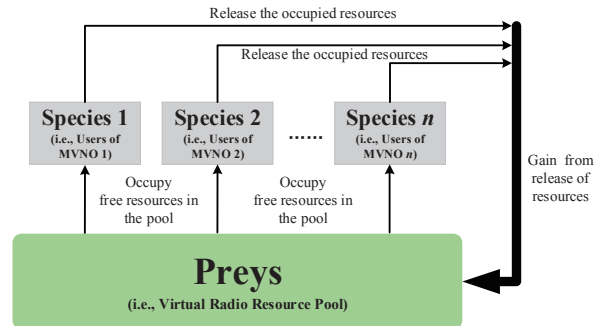 Release the occupied resources
Release the occupied resources
Species 1
(i.e., Users of
MVNO 1)
Species 2
(i.e., Users of
MVNO 2)
......
Species n
(i.e., Users of
MVNO n)
Occupy
free resources in
the pool
Occupy
free resources in
the pool
Gain from
release of
resources
Preys
(i.e., Virtual Radio Resource Pool)